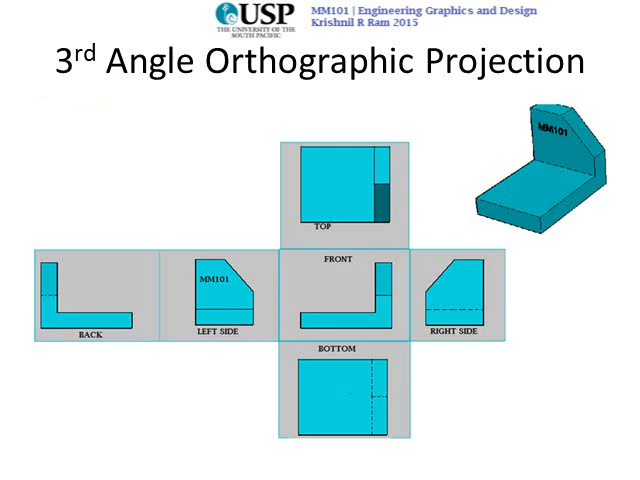 USP
THE UNIVERSITY OF THE
SOUTH PACIFIC
MM101 | Engineering Graphics and Design
Krishnil R Ram 2015
3rd Angle Orthographic Projection
MM101
TOP
FRONT
MM101
BACK
LEFT SIDE
RIGHT SIDE
BOTTOM